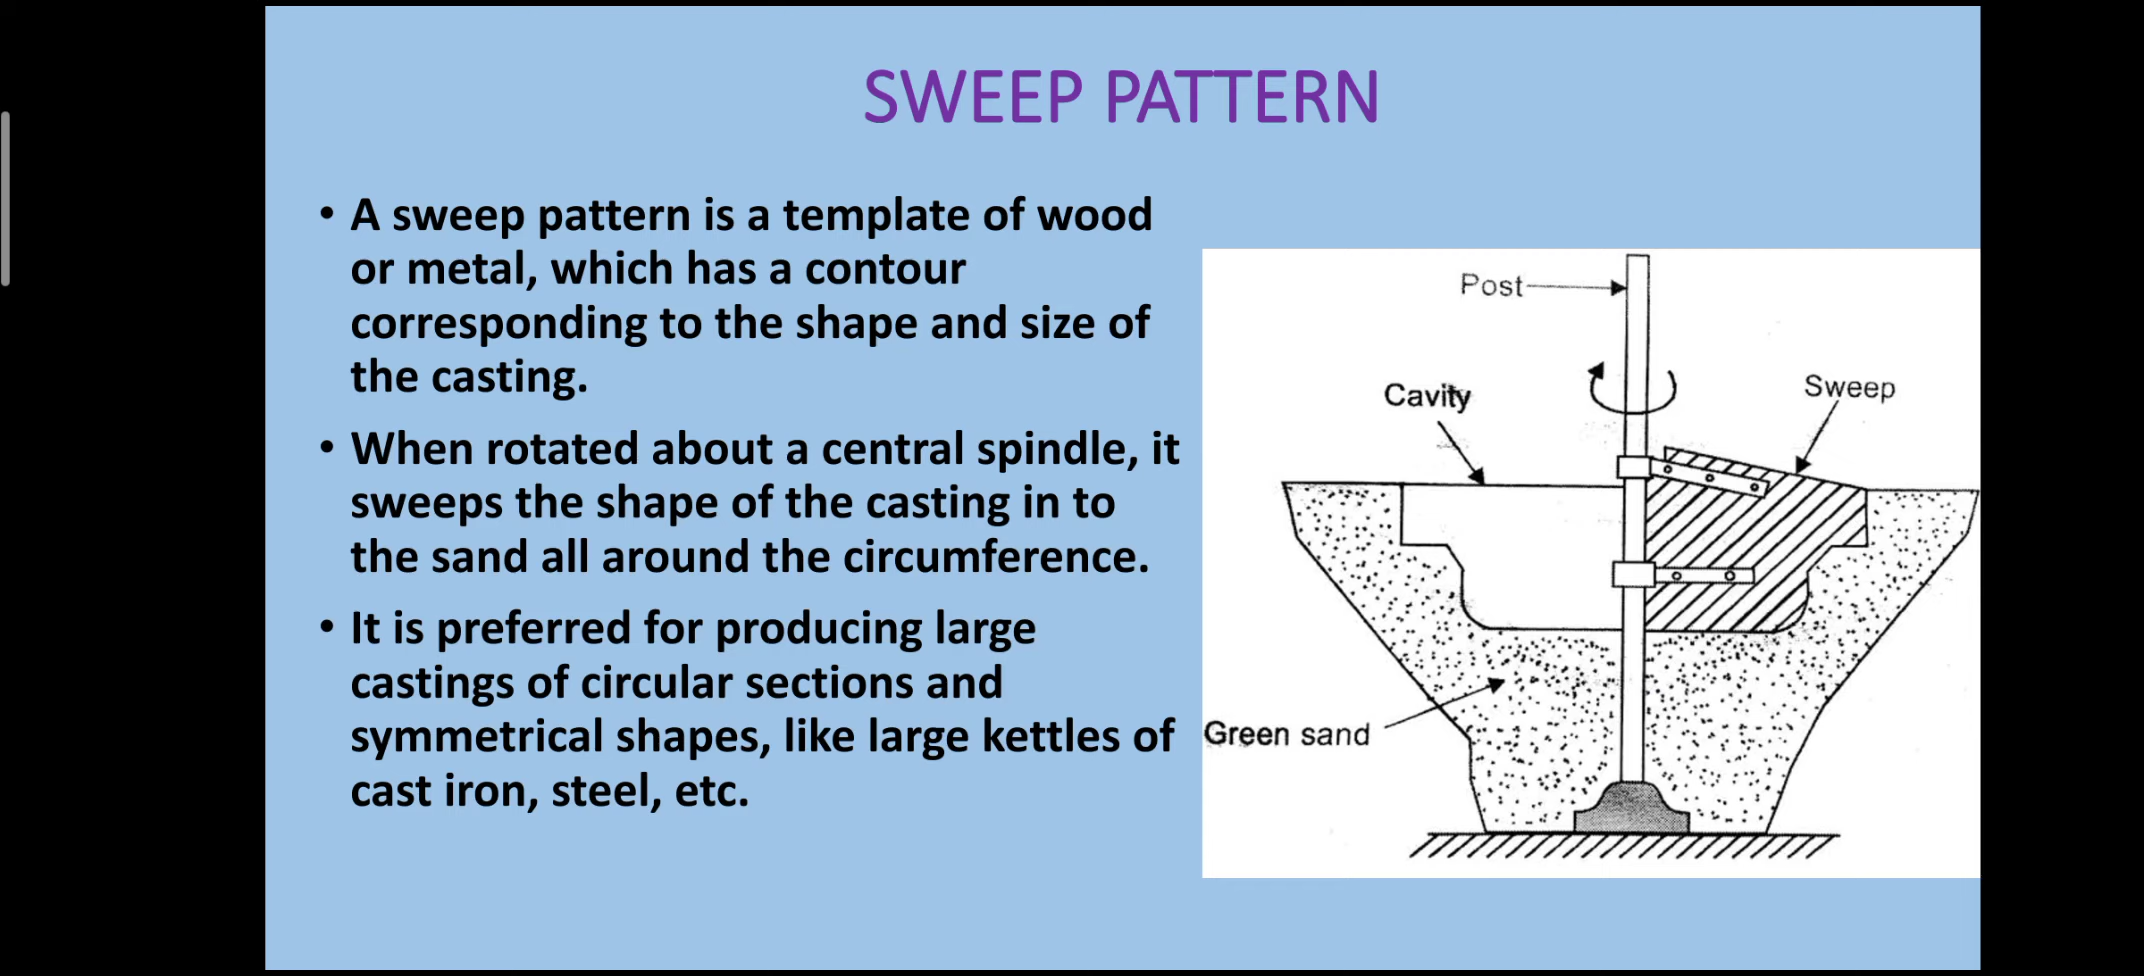 SWEEP PATTERN
• A sweep pattern is a template of wood
or metal, which has a contour
corresponding to the shape and size of
the casting.
• When rotated about a central spindle, it
sweeps the shape of the casting in to
the sand all around the circumference.
• It is preferred for producing large
castings of circular sections and
symmetrical shapes, like large kettles of
cast iron, steel, etc.
Post
Cavity
Sweep
Green sand